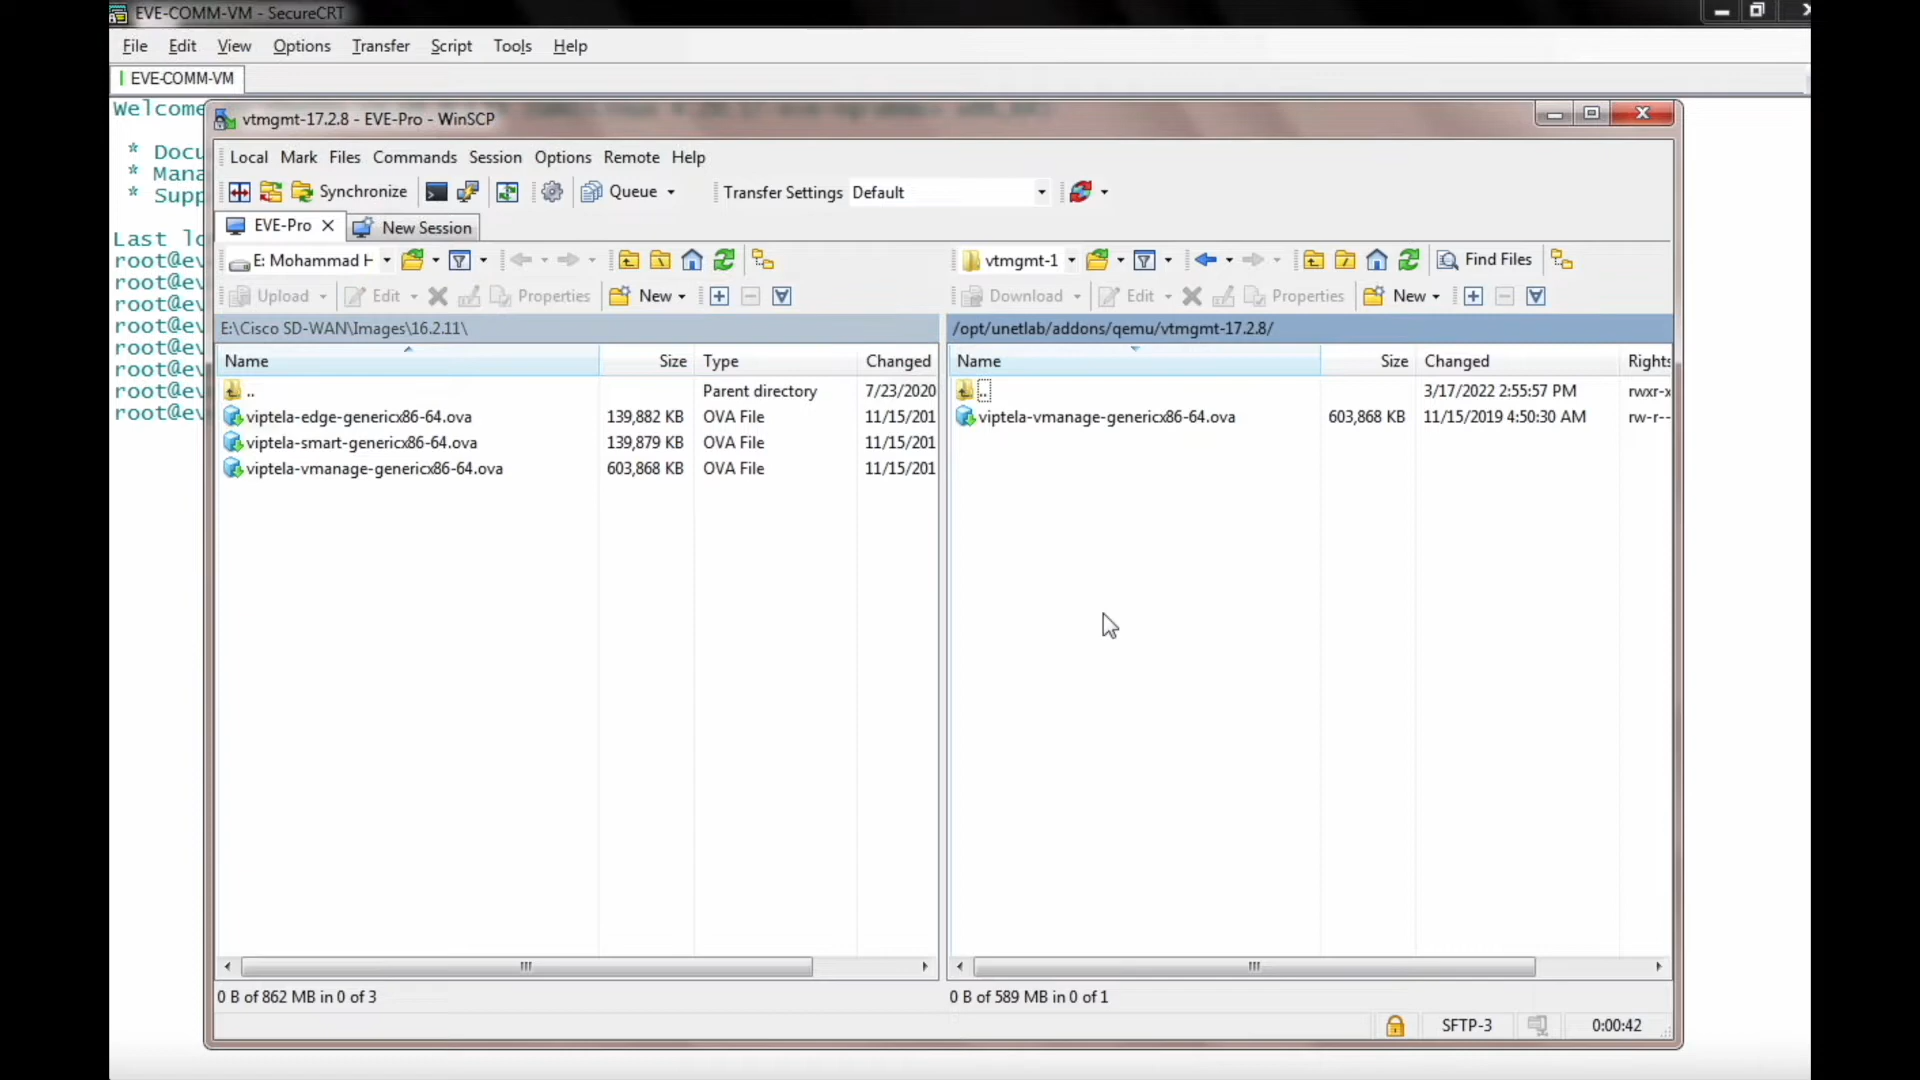 EVE-COMM-VM - SecureCRT
File Edit View Options Transfer Script Tools Help
EVE-COMM-VM
Welcome
* Docu
* Mana
* Supp
Last lo
root@ev
root@ev
root@ev
root@ev
root@ev
root@ev
root@ev
root@ev
vtmgmt-17.2.8 - EVE-Pro - WinSCP
Local Mark Files Commands Session Options Remote Help
Synchronize Queue Transfer Settings Default
EVE-Pro New Session
E: Mohammad H
Upload Edit Properties New
E:\Cisco SD-WAN\Images\16.2.11\
Name Size Type Changed
.. Parent directory 7/23/2020
viptela-edge-genericx86-64.ova 139,882 KB OVA File 11/15/201
viptela-smart-genericx86-64.ova 139,879 KB OVA File 11/15/201
viptela-vmanage-genericx86-64.ova 603,868 KB OVA File 11/15/201
0 B of 862 MB in 0 of 3
vtmgmt-1 Find Files
Download Edit Properties New
/opt/unetlab/addons/qemu/vtmgmt-17.2.8/
Name Size Changed Rights
.. 3/17/2022 2:55:57 PM rwxr-x
viptela-vmanage-genericx86-64.ova 603,868 KB 11/15/2019 4:50:30 AM rw-r--
0 B of 589 MB in 0 of 1
SFTP-3 0:00:42